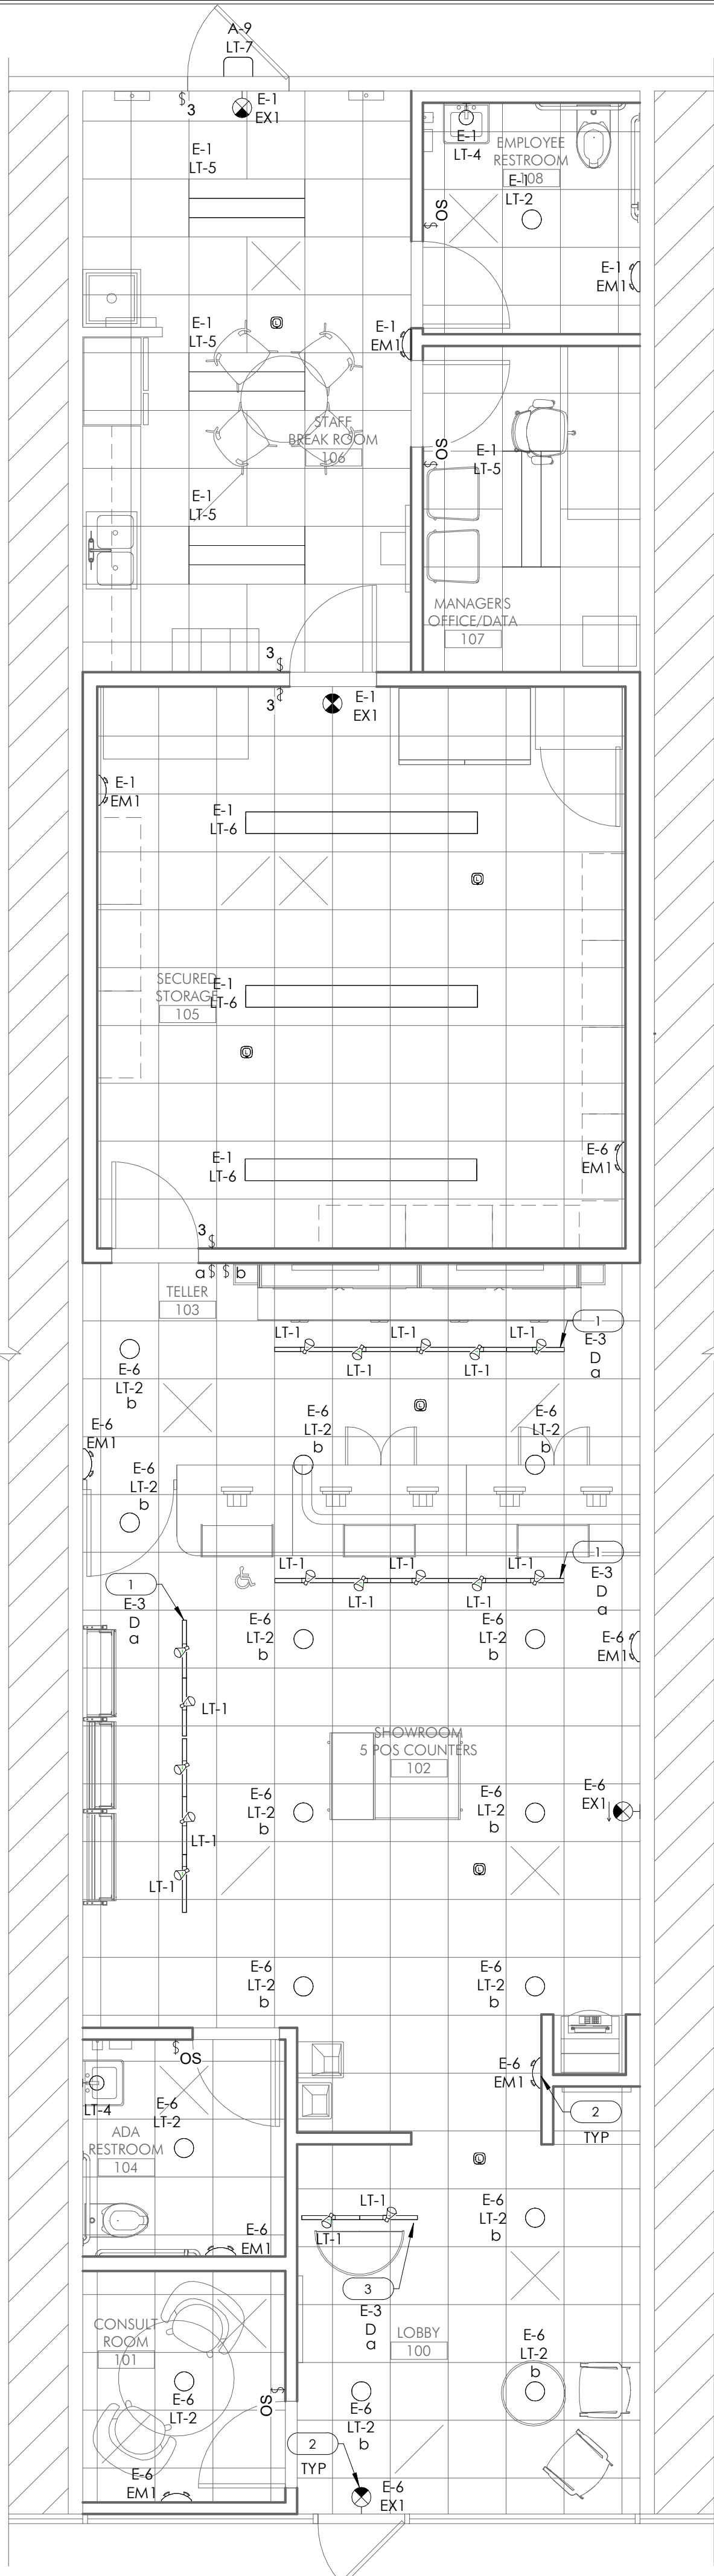 A-9
LT-7
3
E-1
EX1
E-1
LT-5
E-1
LT-4
EMPLOYEE
RESTROOM
108
E-1
LT-2
OS
E-1
EM1
E-1
LT-5
E-1
EM1
STAFF
BREAK ROOM
106
OS
E-1
LT-5
E-1
LT-5
MANAGERS
OFFICE/DATA
107
3
3
E-1
EX1
E-1
EM1
E-1
LT-6
SECURED
STORAGE
105
E-1
LT-6
E-1
LT-6
E-6
EM1
3
a
b
TELLER
103
LT-1
LT-1
LT-1
LT-1
LT-1
1
E-3
D
a
E-6
LT-2
b
E-6
EM1
E-6
LT-2
b
E-6
LT-2
b
E-6
LT-2
b
LT-1
LT-1
LT-1
LT-1
LT-1
1
E-3
D
a
1
E-3
D
a
E-6
LT-2
b
E-6
LT-2
b
E-6
EM1
LT-1
SHOWROOM
5 POS COUNTERS
102
E-6
LT-2
b
E-6
LT-2
b
E-6
EX1
LT-1
LT-1
E-6
LT-2
b
E-6
LT-2
b
OS
LT-4
E-6
LT-2
ADA
RESTROOM
104
E-6
EM1
2
TYP
E-6
EM1
LT-1
LT-1
E-6
LT-2
b
3
E-3
D
a
CONSULT
ROOM
101
LOBBY
100
E-6
LT-2
OS
E-6
LT-2
b
E-6
LT-2
b
E-6
EM1
2
TYP
E-6
EX1